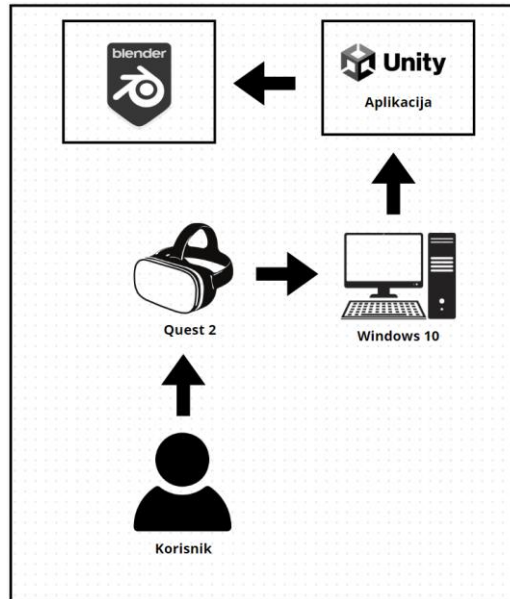 blender
Unity
Aplikacija
Quest 2
Windows 10
Korisnik